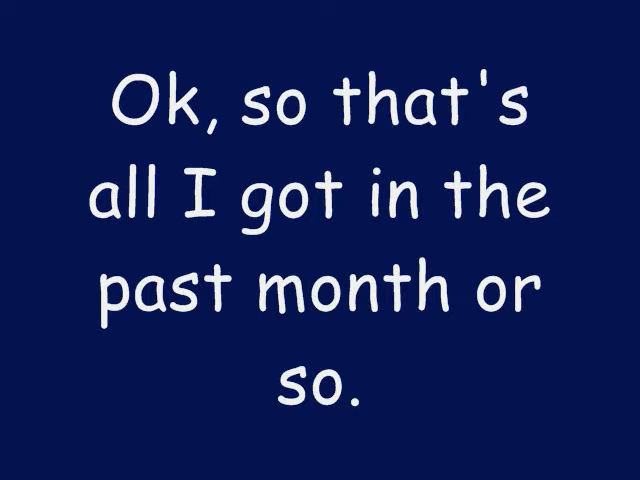 Ok, so that's
all I got in the
past month or
so.